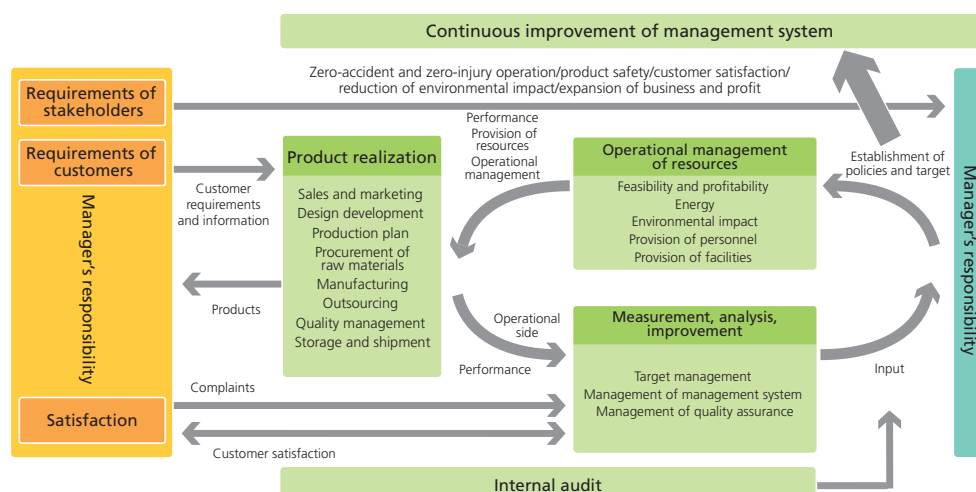 Continuous improvement of management system
Zero-accident and zero-injury operation/product safety/customer satisfaction/
reduction of environmental impact/expansion of business and profit
Requirements of
stakeholders
Requirements of
customers
Manager's responsibility
Satisfaction
Customer
requirements
and information
Products
Complaints
Customer satisfaction
Product realization
Sales and marketing
Design development
Production plan
Procurement of
raw materials
Manufacturing
Outsourcing
Quality management
Storage and shipment
Performance
Provision of
resources
Operational
management
Operational
side
Performance
Operational management
of resources
Feasibility and profitability
Energy
Environmental impact
Provision of personnel
Provision of facilities
Measurement, analysis,
improvement
Target management
Management of management system
Management of quality assurance
Establishment of
policies and target
Input
Manager's responsibility
Internal audit